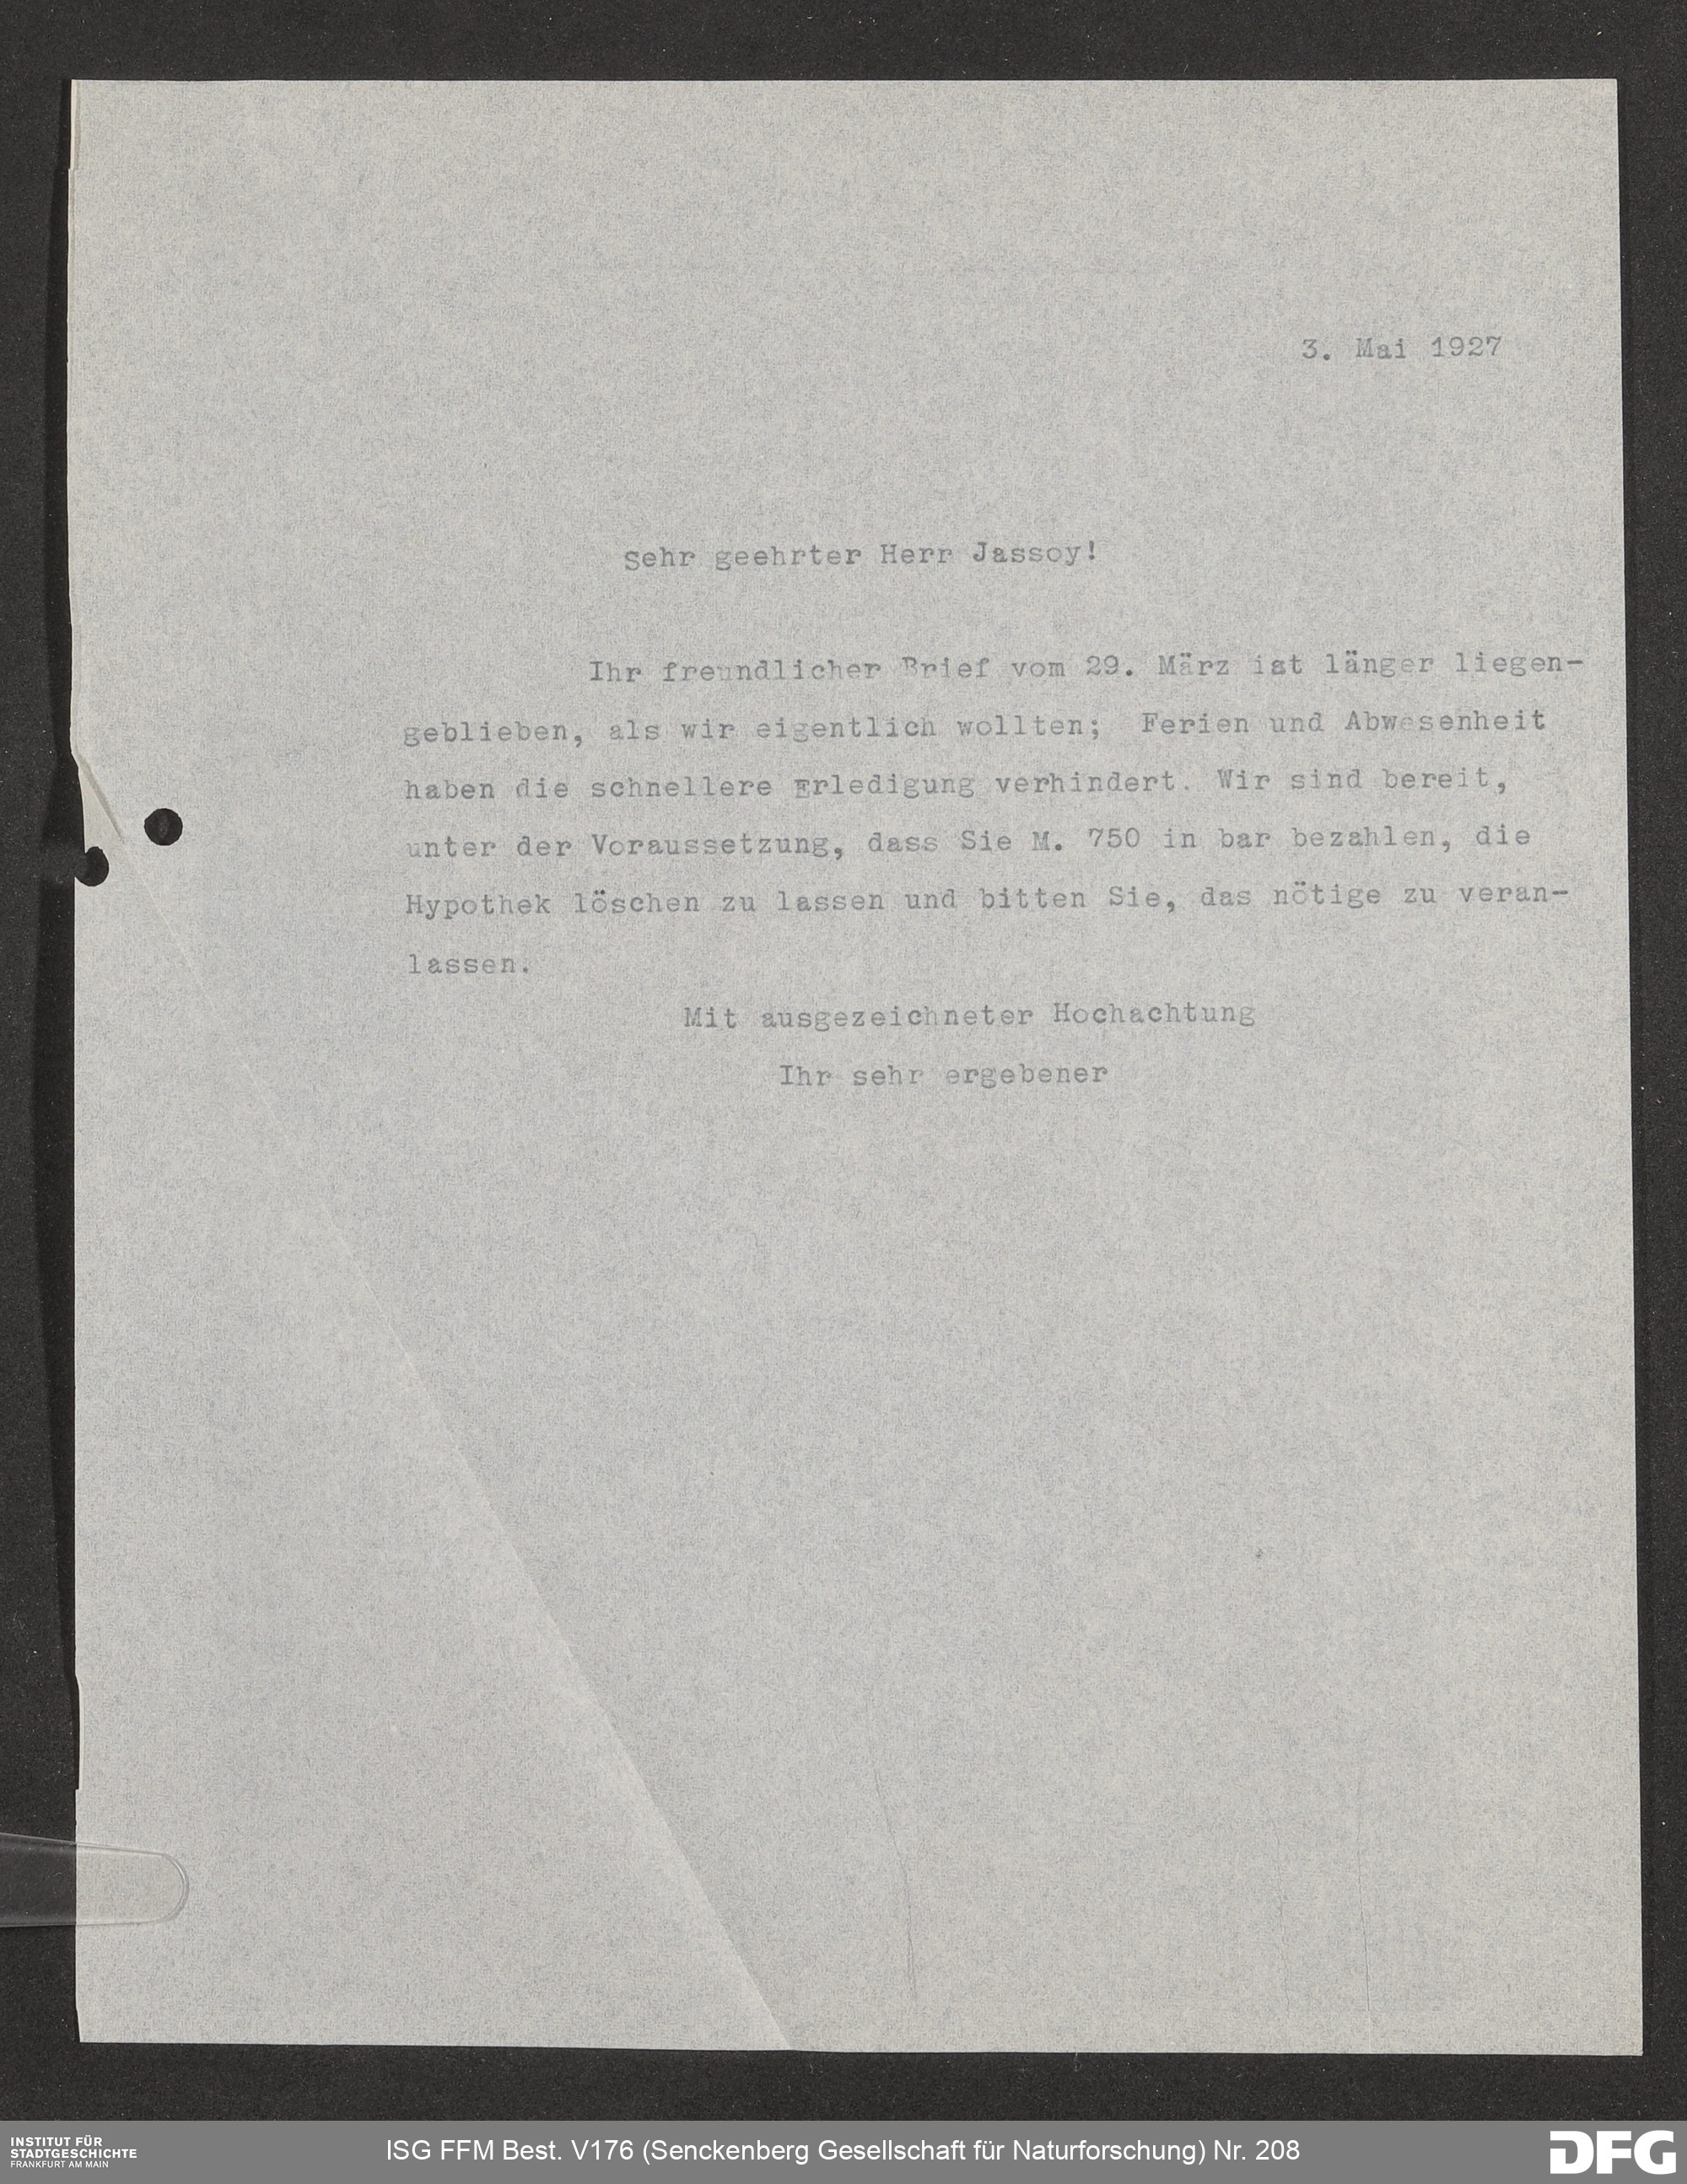 3. Mai 1927
Sehr geehrter Herr Jassoy!
Ihr freundlicher Brief vom 29. März ist länger liegen-
geblieben, als wir eigentlich wollten; Ferien und Abwesenheit
haben die schnellere Erledigung verhindert. Wir sind bereit,
unter der Voraussetzung, dass Sie M. 750 in bar bezahlen, die
Hypothek löschen zu lassen und bitten Sie, das nötige zu veran-
lassen.
Mit ausgezeichneter Hochachtung
Ihr sehr ergebener
INSTITUT FÜR
STADTGESCHICHTE
FRANKFURT AM MAIN
ISG FFM Best. V176 (Senckenberg Gesellschaft für Naturforschung) Nr. 208
DFG